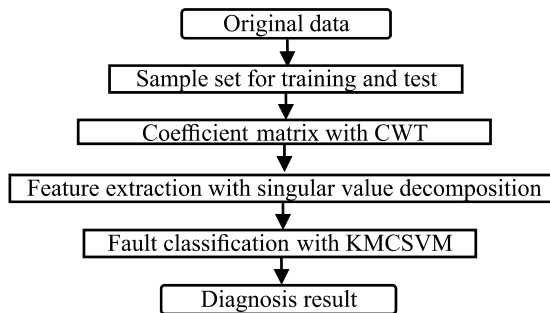 Original data
Sample set for training and test
Coefficient matrix with CWT
Feature extraction with singular value decomposition
Fault classification with KMCSVM
Diagnosis result